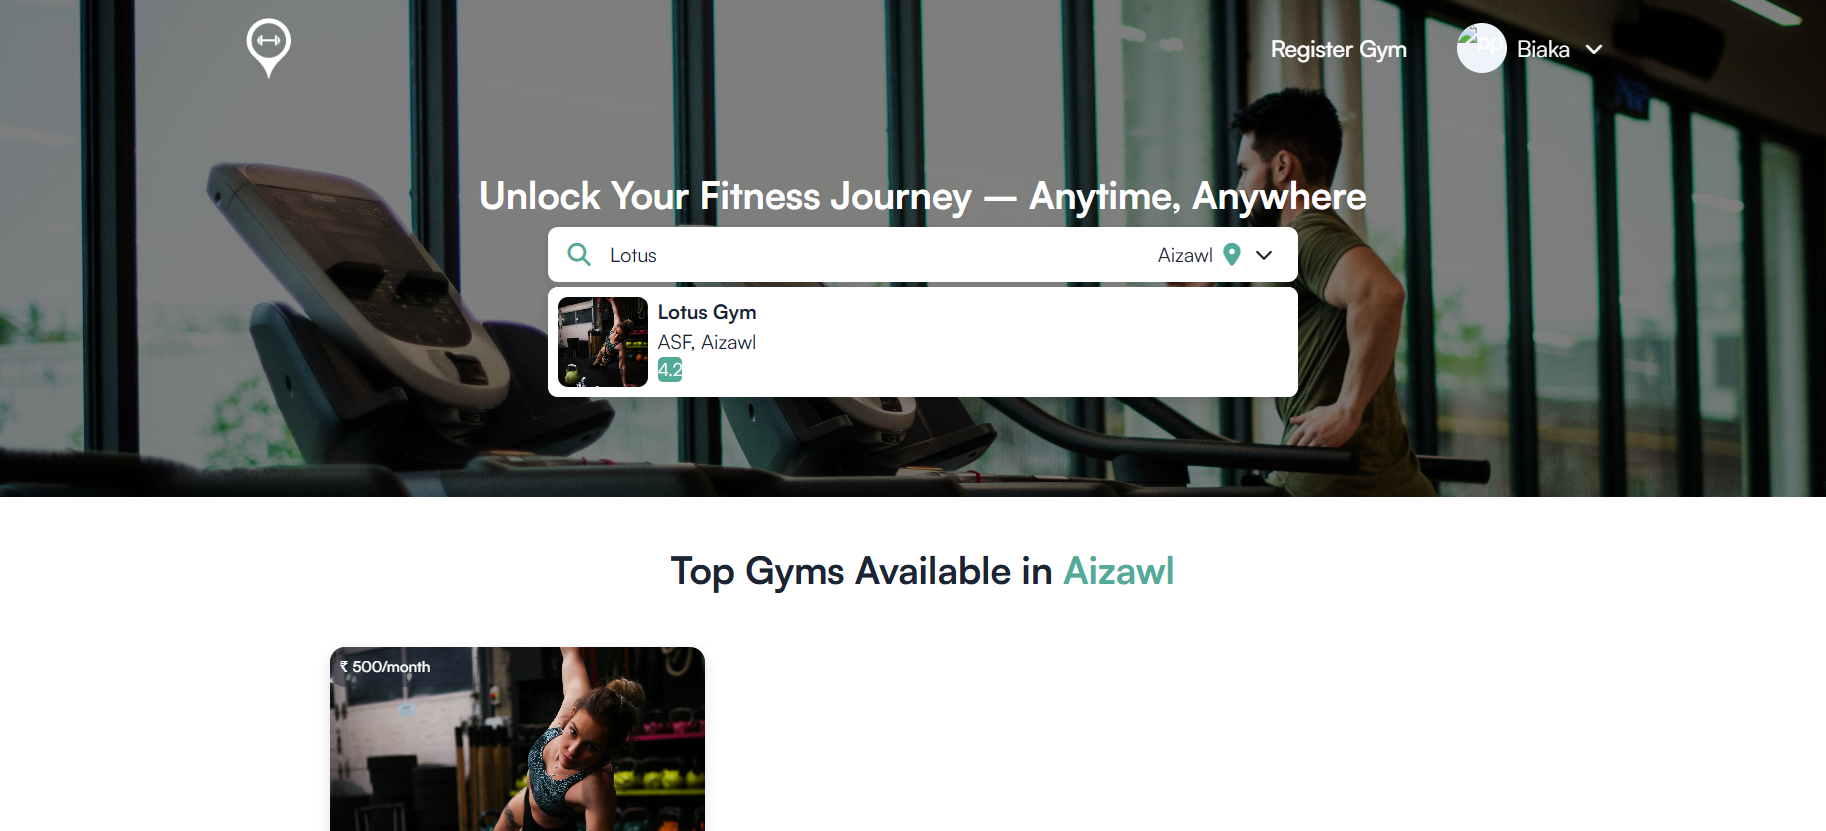 Register Gym
pp
Biaka
Unlock Your Fitness Journey — Anytime, Anywhere
Lotus
Aizawl
Lotus Gym
ASF, Aizawl
4.2
Top Gyms Available in Aizawl
₹ 500/month